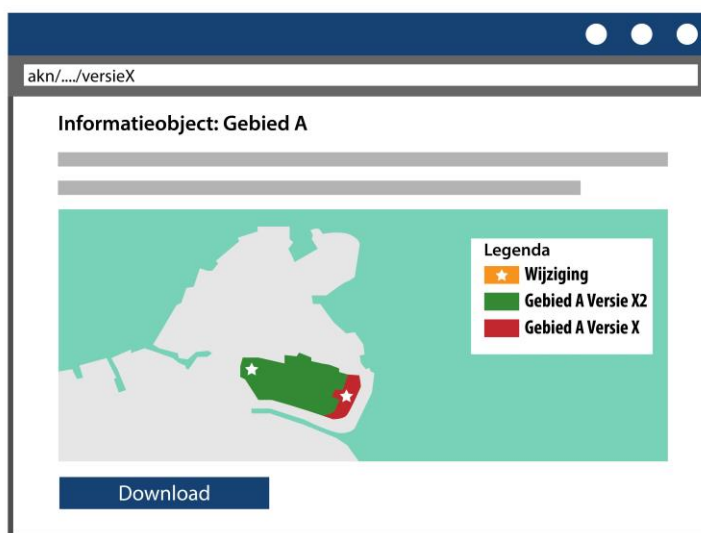 akn/..../versieX
Informatieobject: Gebied A
Legenda
Wijziging
Gebied A Versie X2
Gebied A Versie X
Download